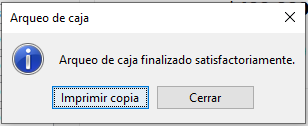 Arqueo de caja
Arqueo de caja finalizado satisfactoriamente.
Imprimir copia
Cerrar